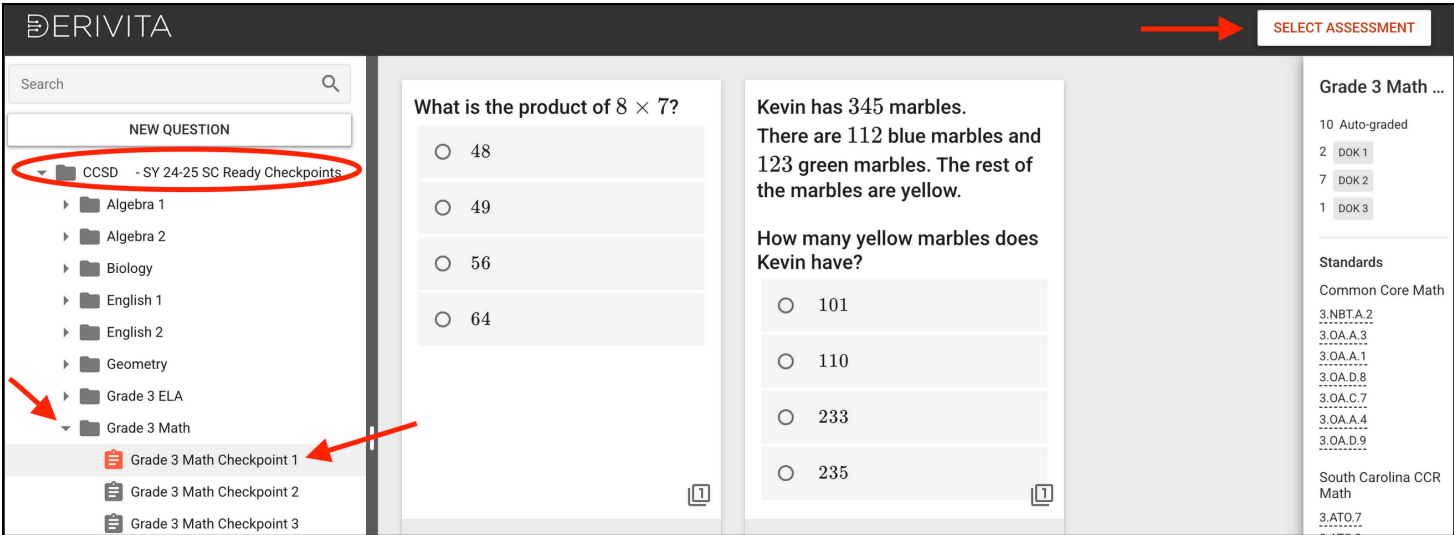 DERIVITA
SELECT ASSESSMENT
Search
NEW QUESTION
CCSD - SY 24-25 SC Ready Checkpoints
Algebra 1
Algebra 2
Biology
English 1
English 2
Geometry
Grade 3 ELA
Grade 3 Math
Grade 3 Math Checkpoint 1
Grade 3 Math Checkpoint 2
Grade 3 Math Checkpoint 3
What is the product of 8 × 7?
48
49
56
64
1
Kevin has 345 marbles.
There are 112 blue marbles and
123 green marbles. The rest of
the marbles are yellow.
How many yellow marbles does
Kevin have?
101
110
233
235
1
Grade 3 Math ...
10 Auto-graded
2 DOK 1
7 DOK 2
1 DOK 3
Standards
Common Core Math
3.NBT.A.2
3.OA.A.3
3.OA.A.1
3.OA.D.8
3.OA.C.7
3.OA.A.4
3.OA.D.9
South Carolina CCR
Math
3.ATO.7